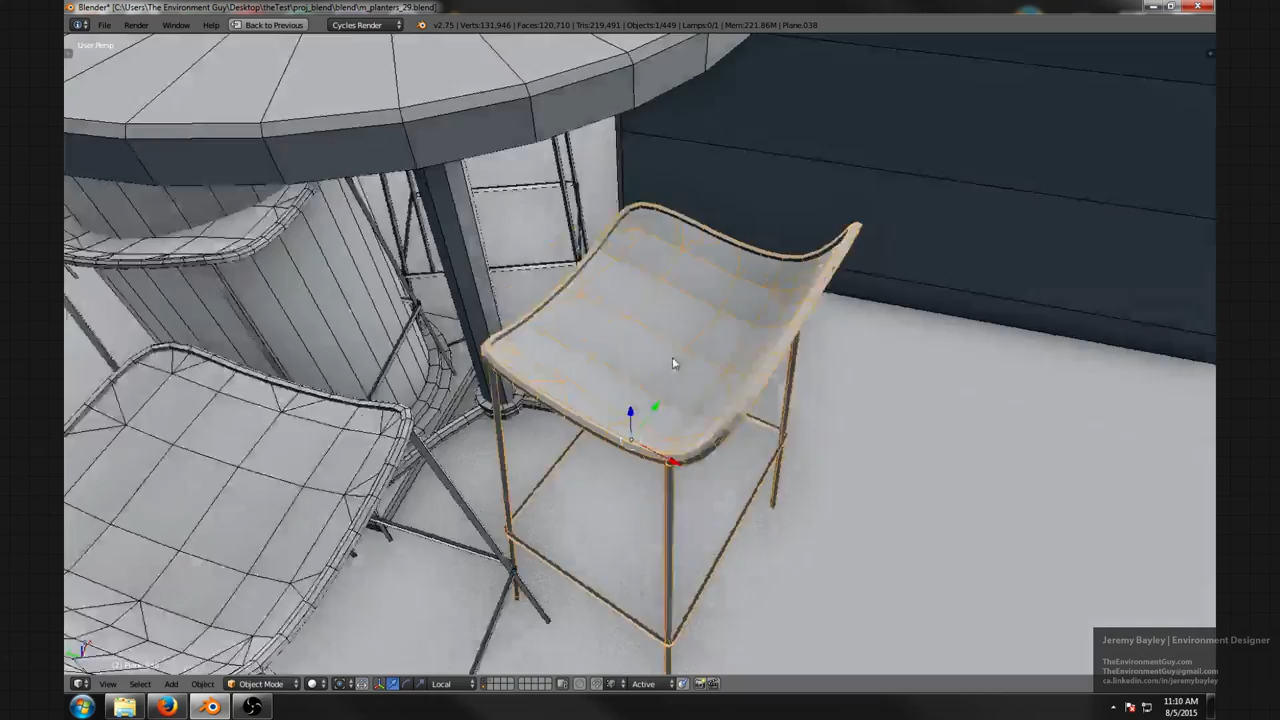 Blender* [C:\Users\The Environment Guy\Desktop\theTest\proj_blend\blend\m_planters_29.blend]
File Render Window Help Back to Previous Cycles Render v2.75 | Verts:131,946 | Faces:120,710 | Tris:219,491 | Objects:1/449 | Lamps:0/1 | Mem:221.86M | Plane.038
User Persp
Jeremy Bayley | Environment Designer
TheEnvironmentGuy.com
TheEnvironmentGuy@gmail.com
ca.linkedin.com/in/jeremybayley
View Select Add Object Object Mode Local Active
11:10 AM
8/5/2015